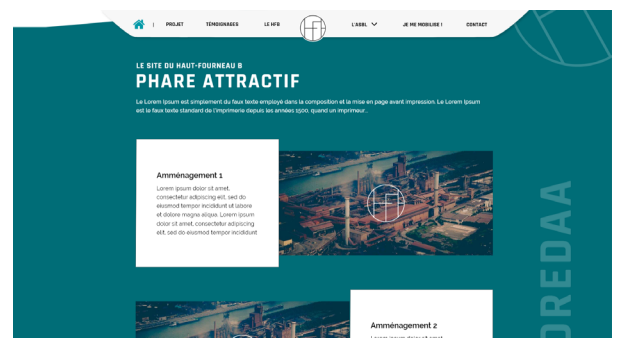 PROJET TÉMOIGNAGES LE HFB L'ASBL JE ME MOBILISE ! CONTACT
LE SITE DU HAUT-FOURNEAU B
PHARE ATTRACTIF
Le Lorem Ipsum est simplement du faux texte employé dans la composition et la mise en page avant impression. Le Lorem Ipsum
est le faux texte standard de l'imprimerie depuis les années 1500, quand un imprimeur...
Amménagement 1
Lorem ipsum dolor sit amet,
consectetur adipiscing elit, sed do
eiusmod tempor incididunt ut labore
et dolore magna aliqua. Lorem ipsum
dolor sit amet, consectetur adipiscing
elit, sed do eiusmod tempor incididunt
OREDAA
Amménagement 2